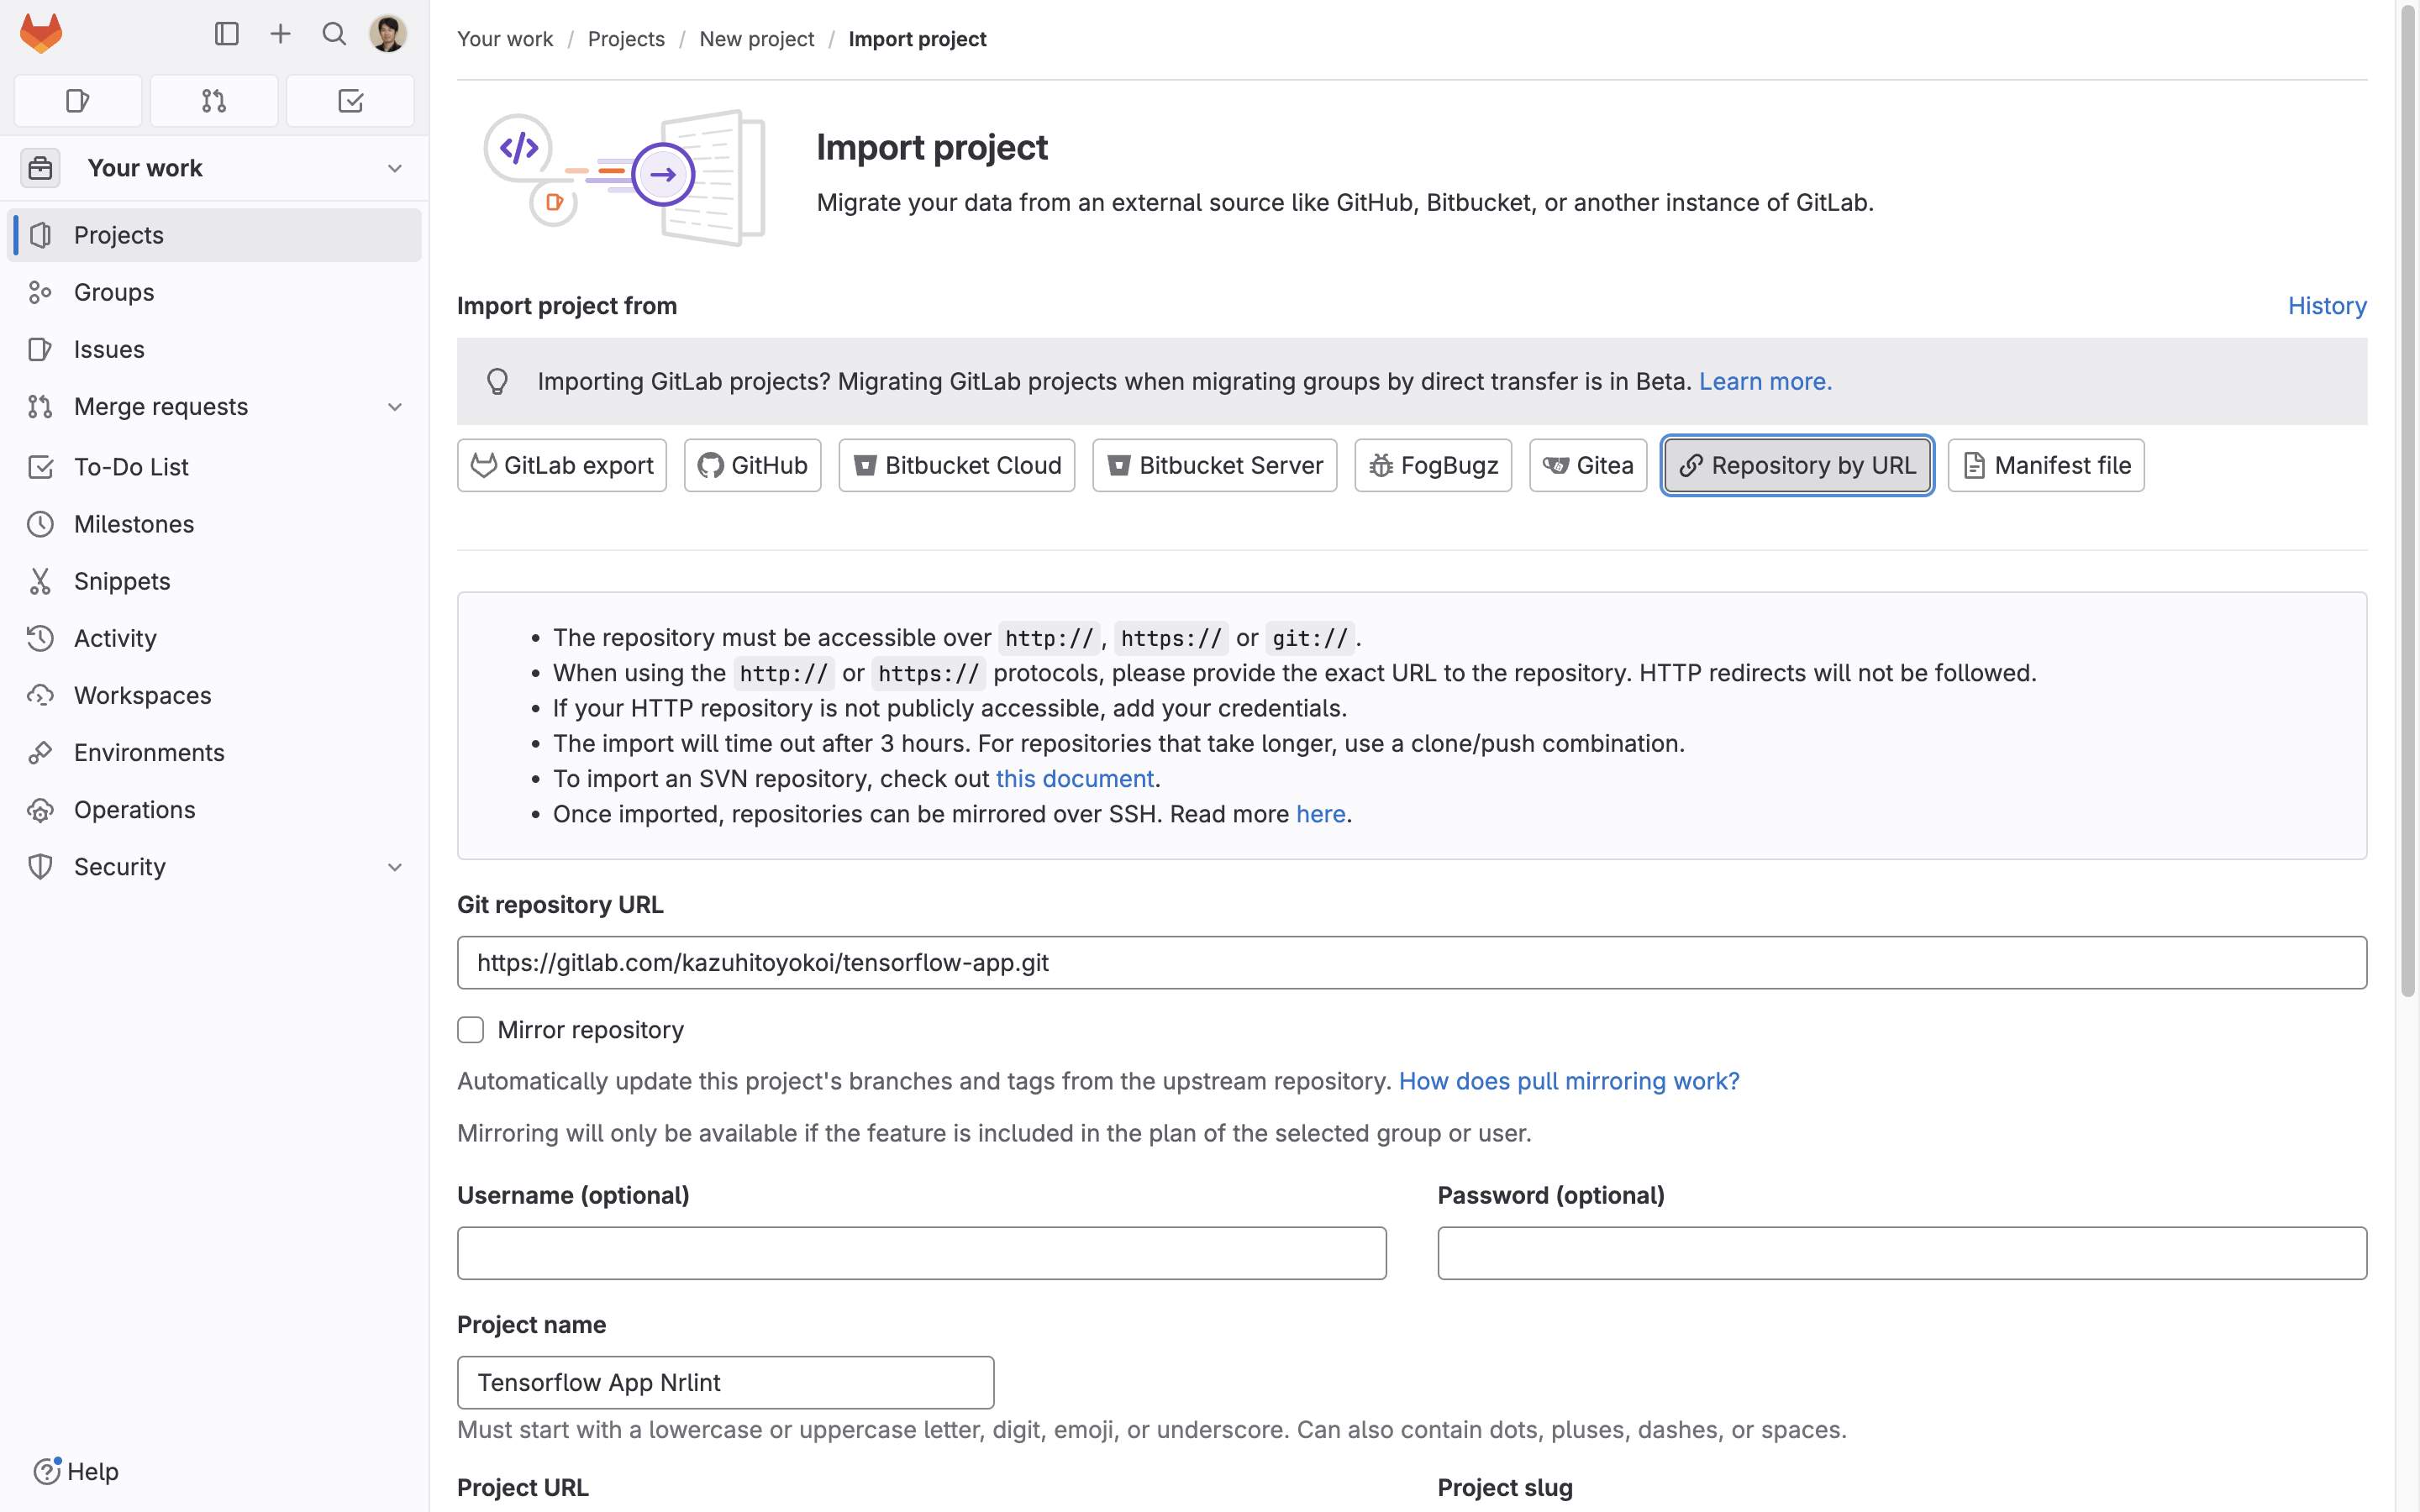 Your work / Projects / New project / Import project
Your work
Projects
Groups
Issues
Merge requests
To-Do List
Milestones
Snippets
Activity
Workspaces
Environments
Operations
Security
Help
Import project
Migrate your data from an external source like GitHub, Bitbucket, or another instance of GitLab.
Import project from
History
Importing GitLab projects? Migrating GitLab projects when migrating groups by direct transfer is in Beta. Learn more.
GitLab export
GitHub
Bitbucket Cloud
Bitbucket Server
FogBugz
Gitea
Repository by URL
Manifest file
• The repository must be accessible over http://, https:// or git://.
• When using the http:// or https:// protocols, please provide the exact URL to the repository. HTTP redirects will not be followed.
• If your HTTP repository is not publicly accessible, add your credentials.
• The import will time out after 3 hours. For repositories that take longer, use a clone/push combination.
• To import an SVN repository, check out this document.
• Once imported, repositories can be mirrored over SSH. Read more here.
Git repository URL
https://gitlab.com/kazuhitoyokoi/tensorflow-app.git
Mirror repository
Automatically update this project's branches and tags from the upstream repository. How does pull mirroring work?
Mirroring will only be available if the feature is included in the plan of the selected group or user.
Username (optional)
Password (optional)
Project name
Tensorflow App Nrlint
Must start with a lowercase or uppercase letter, digit, emoji, or underscore. Can also contain dots, pluses, dashes, or spaces.
Project URL
Project slug